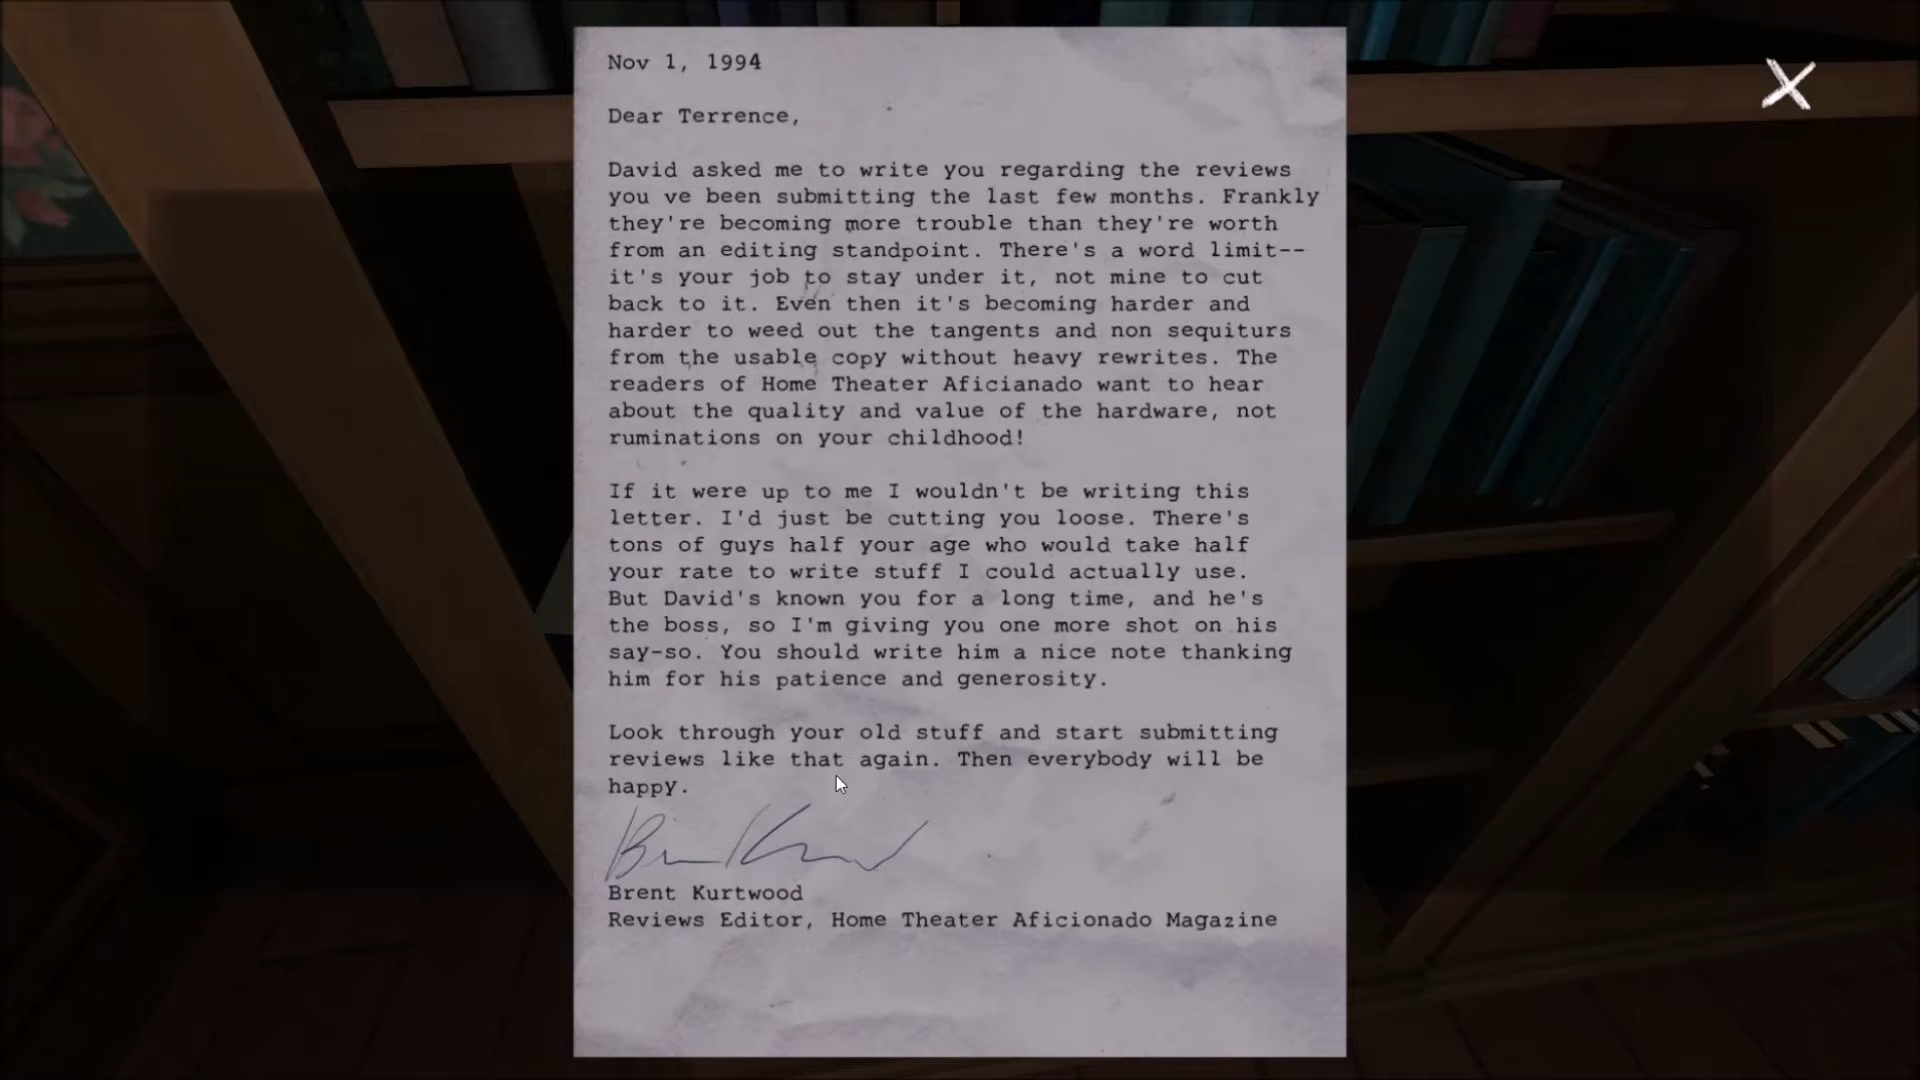 Nov 1, 1994
Dear Terrence,
David asked me to write you regarding the reviews
you ve been submitting the last few months. Frankly
they're becoming more trouble than they're worth
from an editing standpoint. There's a word limit--
it's your job to stay under it, not mine to cut
back to it. Even then it's becoming harder and
harder to weed out the tangents and non sequiturs
from the usable copy without heavy rewrites. The
readers of Home Theater Aficianado want to hear
about the quality and value of the hardware, not
ruminations on your childhood!
If it were up to me I wouldn't be writing this
letter. I'd just be cutting you loose. There's
tons of guys half your age who would take half
your rate to write stuff I could actually use.
But David's known you for a long time, and he's
the boss, so I'm giving you one more shot on his
say-so. You should write him a nice note thanking
him for his patience and generosity.
Look through your old stuff and start submitting
reviews like that again. Then everybody will be
happy.
Brent Kurtwood
Reviews Editor, Home Theater Aficionado Magazine